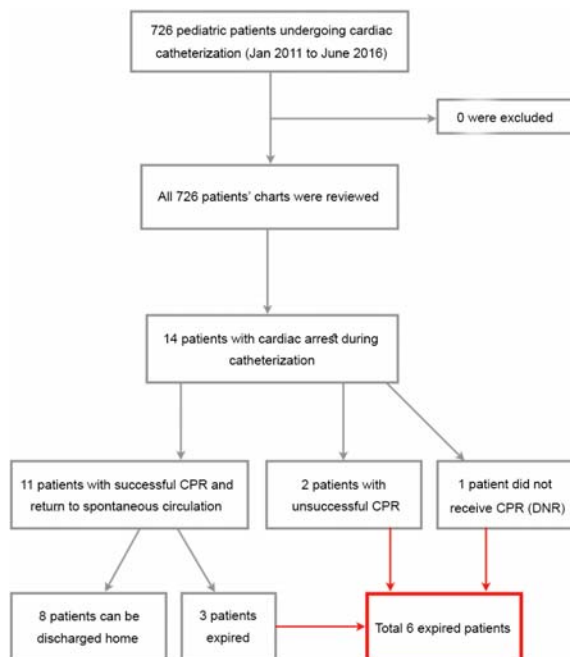 726 pediatric patients undergoing cardiac
catheterization (Jan 2011 to June 2016)
0 were excluded
All 726 patients' charts were reviewed
14 patients with cardiac arrest during
catheterization
11 patients with successful CPR and
return to spontaneous circulation
2 patients with
unsuccessful CPR
1 patient did not
receive CPR (DNR)
8 patients can be
discharged home
3 patients
expired
Total 6 expired patients